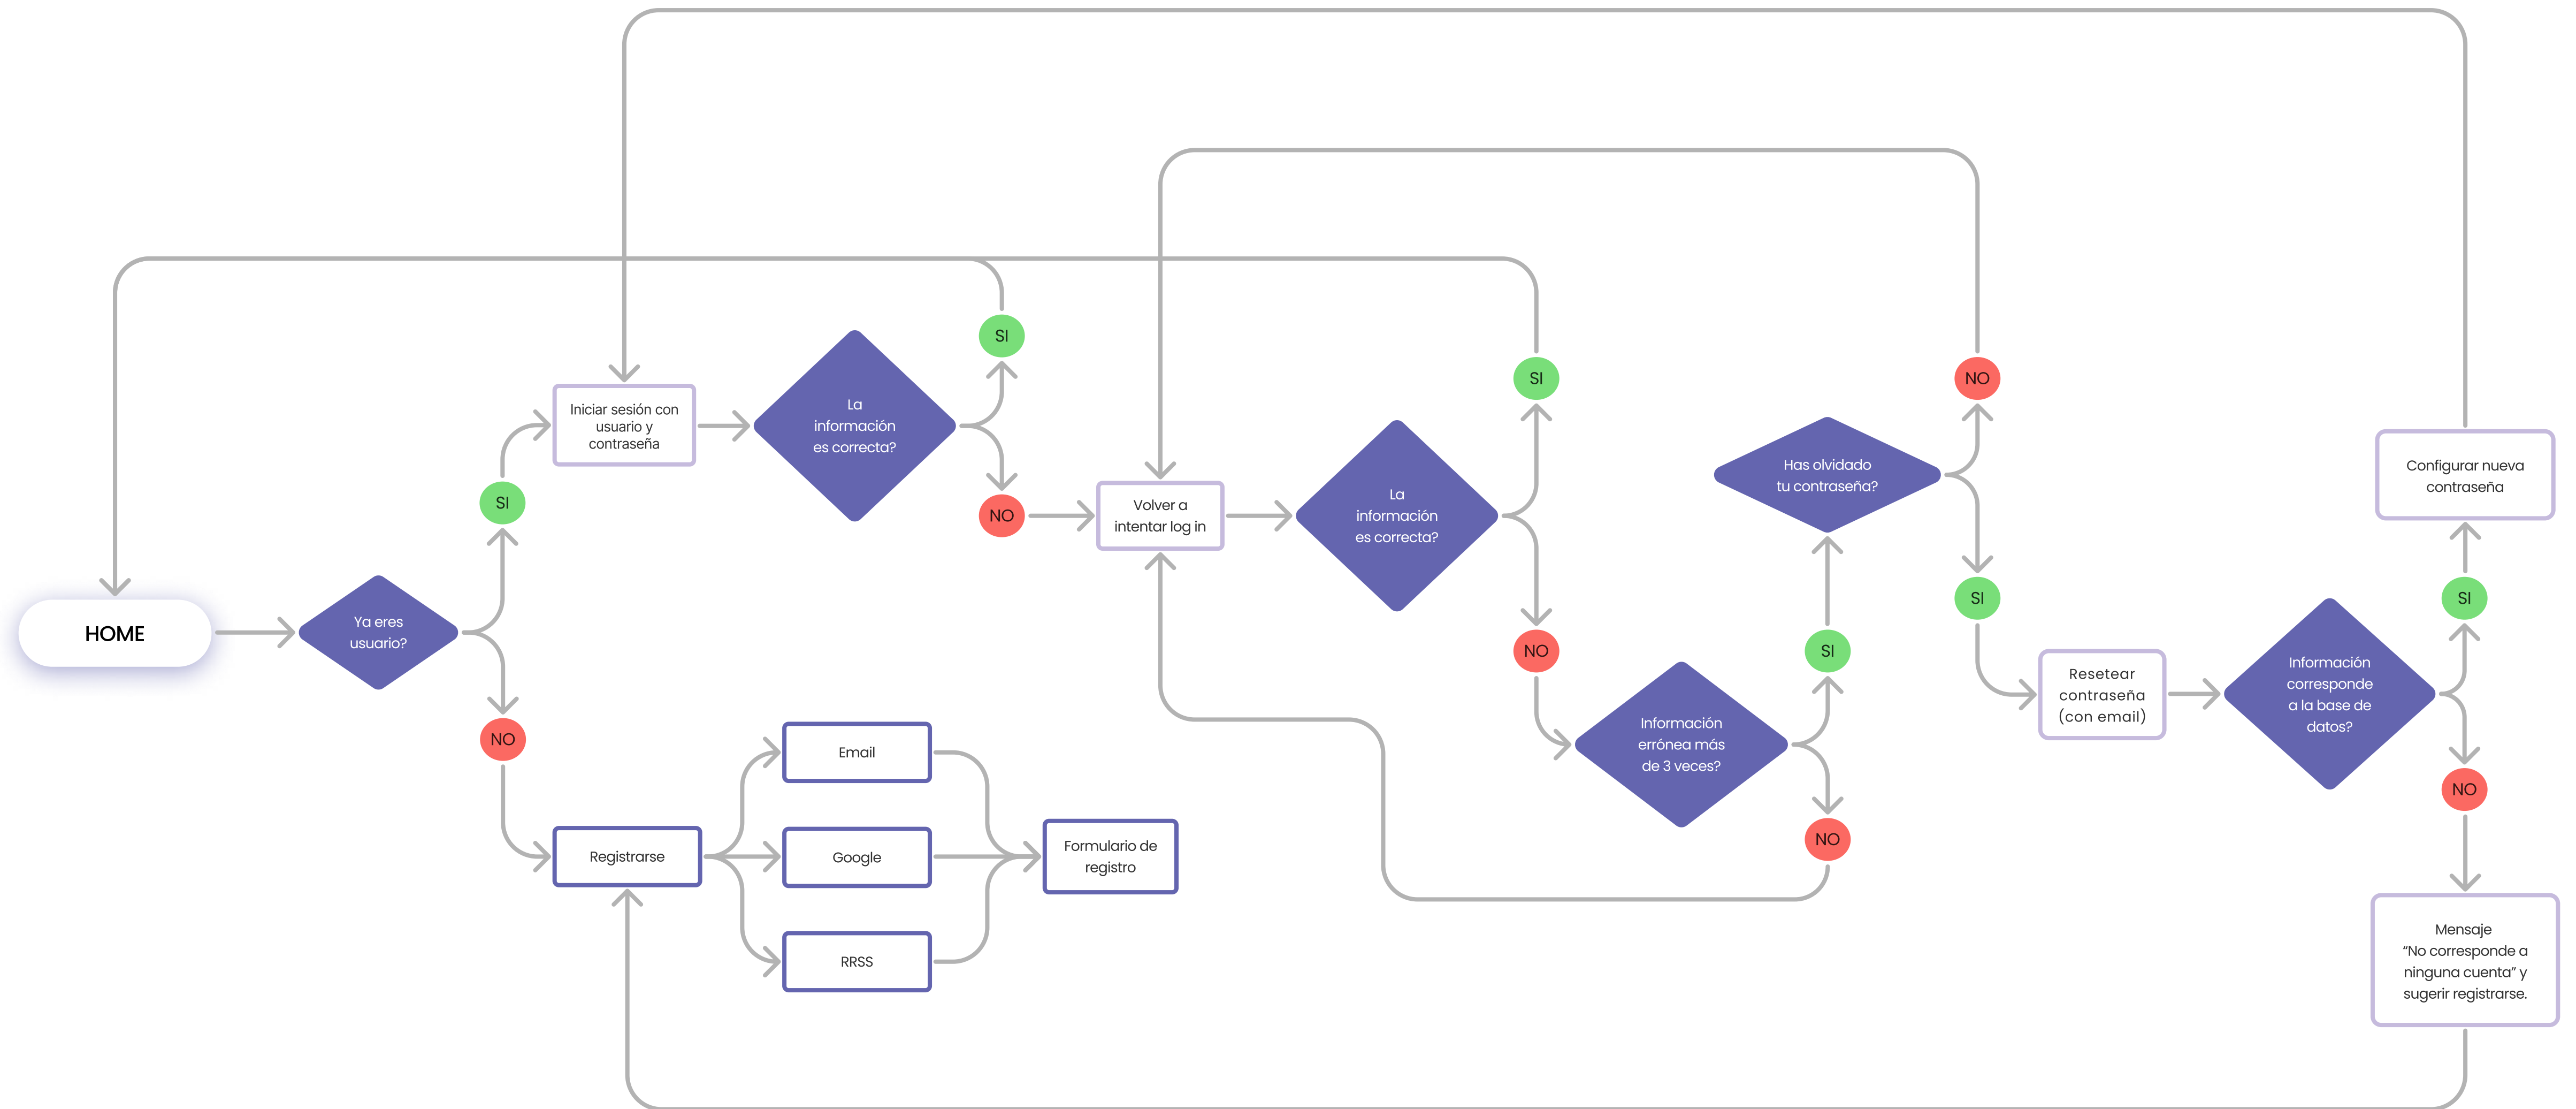 HOME
Ya eres
usuario?
SI
NO
Iniciar sesión con
usuario y
contraseña
La
información
es correcta?
SI
NO
Registrarse
Email
Google
RRSS
Formulario de
registro
Volver a
intentar log in
La
información
es correcta?
SI
NO
Información
errónea más
de 3 veces?
SI
NO
Has olvidado
tu contraseña?
NO
SI
Resetear
contraseña
(con email)
Información
corresponde
a la base de
datos?
SI
NO
Configurar nueva
contraseña
Mensaje
“No corresponde a
ninguna cuenta” y
sugerir registrarse.